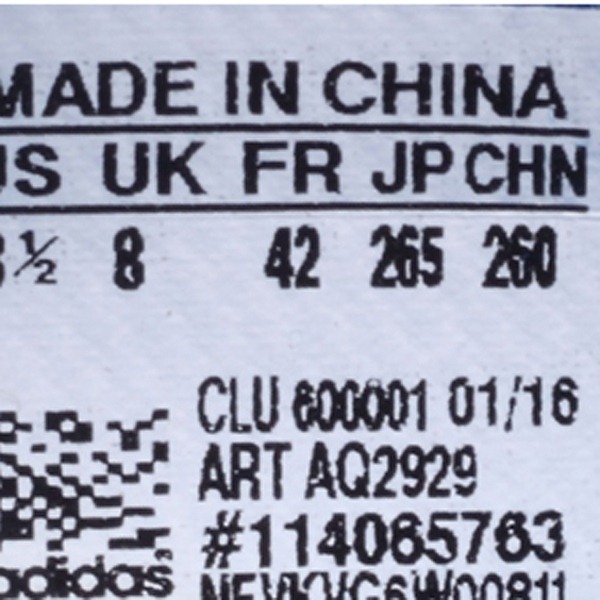 MADE IN CHINA
US UK FR JP CHN
8½ 8 42 265 260
CLU 600001 01/16
ART AQ2929
#114065763
adidas